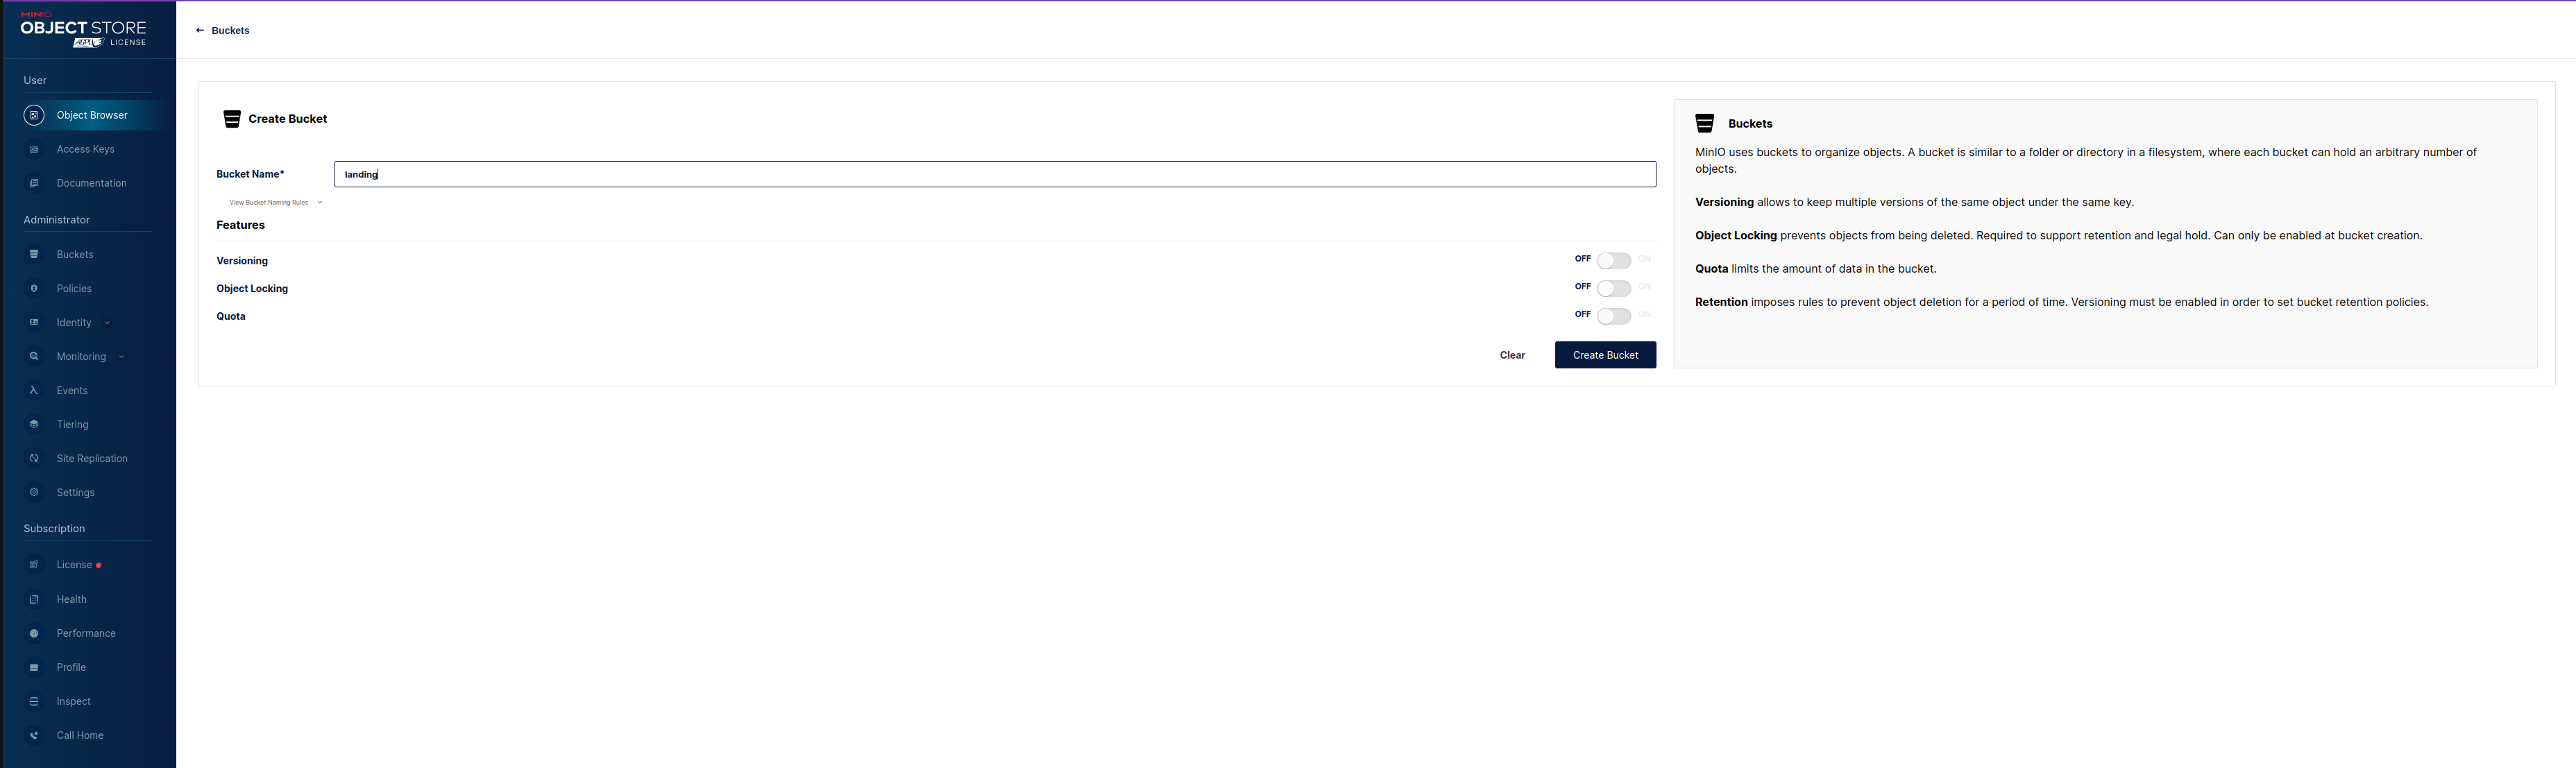 MINIO
OBJECT STORE
AGPL LICENSE
User
Object Browser
Access Keys
Documentation
Administrator
Buckets
Policies
Identity
Monitoring
Events
Tiering
Site Replication
Settings
Subscription
License
Health
Performance
Profile
Inspect
Call Home
Buckets
Create Bucket
Bucket Name*
landing
View Bucket Naming Rules
Features
Versioning OFF ON
Object Locking OFF ON
Quota OFF ON
Clear Create Bucket
Buckets
MinIO uses buckets to organize objects. A bucket is similar to a folder or directory in a filesystem, where each bucket can hold an arbitrary number of
objects.
Versioning allows to keep multiple versions of the same object under the same key.
Object Locking prevents objects from being deleted. Required to support retention and legal hold. Can only be enabled at bucket creation.
Quota limits the amount of data in the bucket.
Retention imposes rules to prevent object deletion for a period of time. Versioning must be enabled in order to set bucket retention policies.